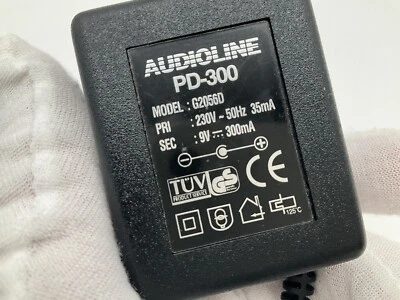 AUDIOLINE
PD-300
MODEL : G2056D
PRI : 230V ~ 50Hz 35mA
SEC : 9V ⎓ 300mA
- +
TÜV GS CE
PRODUCT SERVICE
125°C